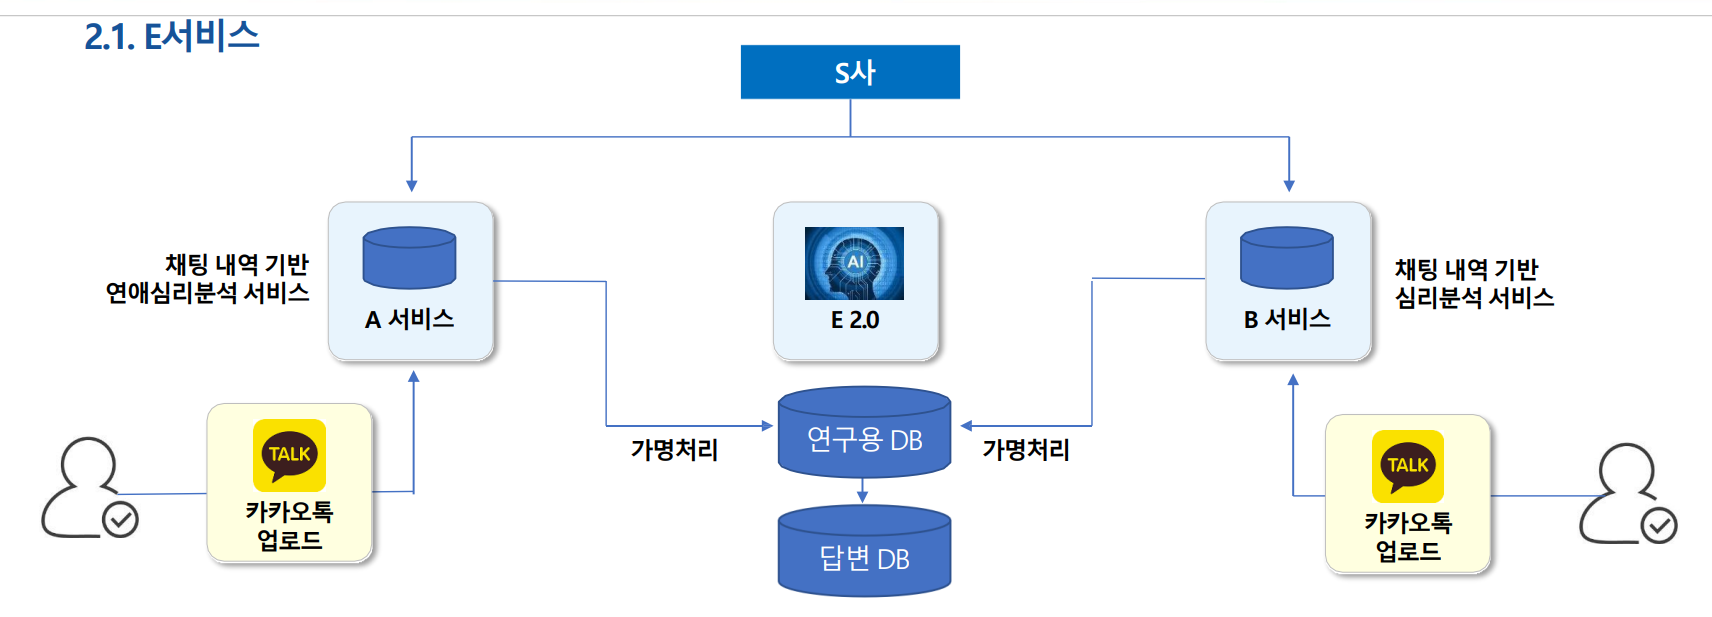 2.1. E서비스
S사
채팅 내역 기반
연애심리분석 서비스
A 서비스
AI
E 2.0
B 서비스
채팅 내역 기반
심리분석 서비스
TALK
카카오톡
업로드
가명처리
연구용 DB
가명처리
답변 DB
TALK
카카오톡
업로드